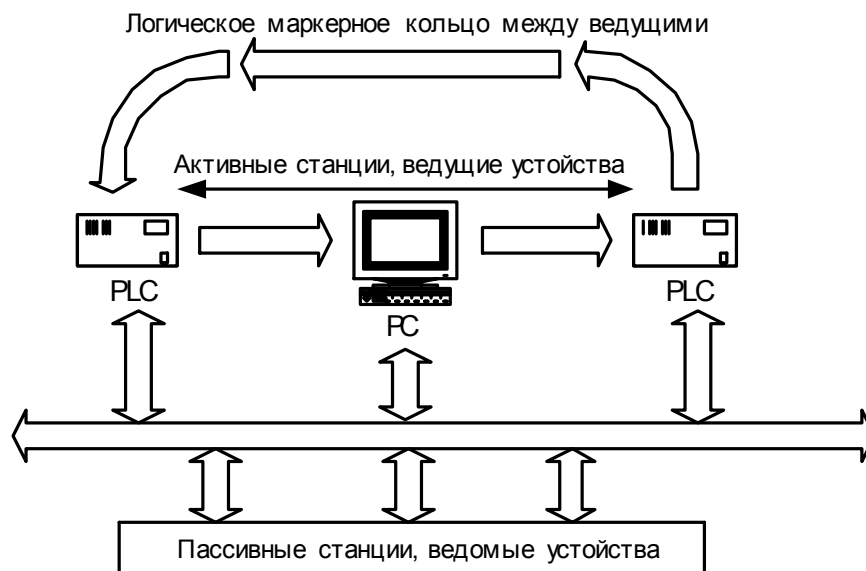 Логическое маркерное кольцо между ведущими
Активные станции, ведущие устойства
PLC
PC
PLC
Пассивные станции, ведомые устойства